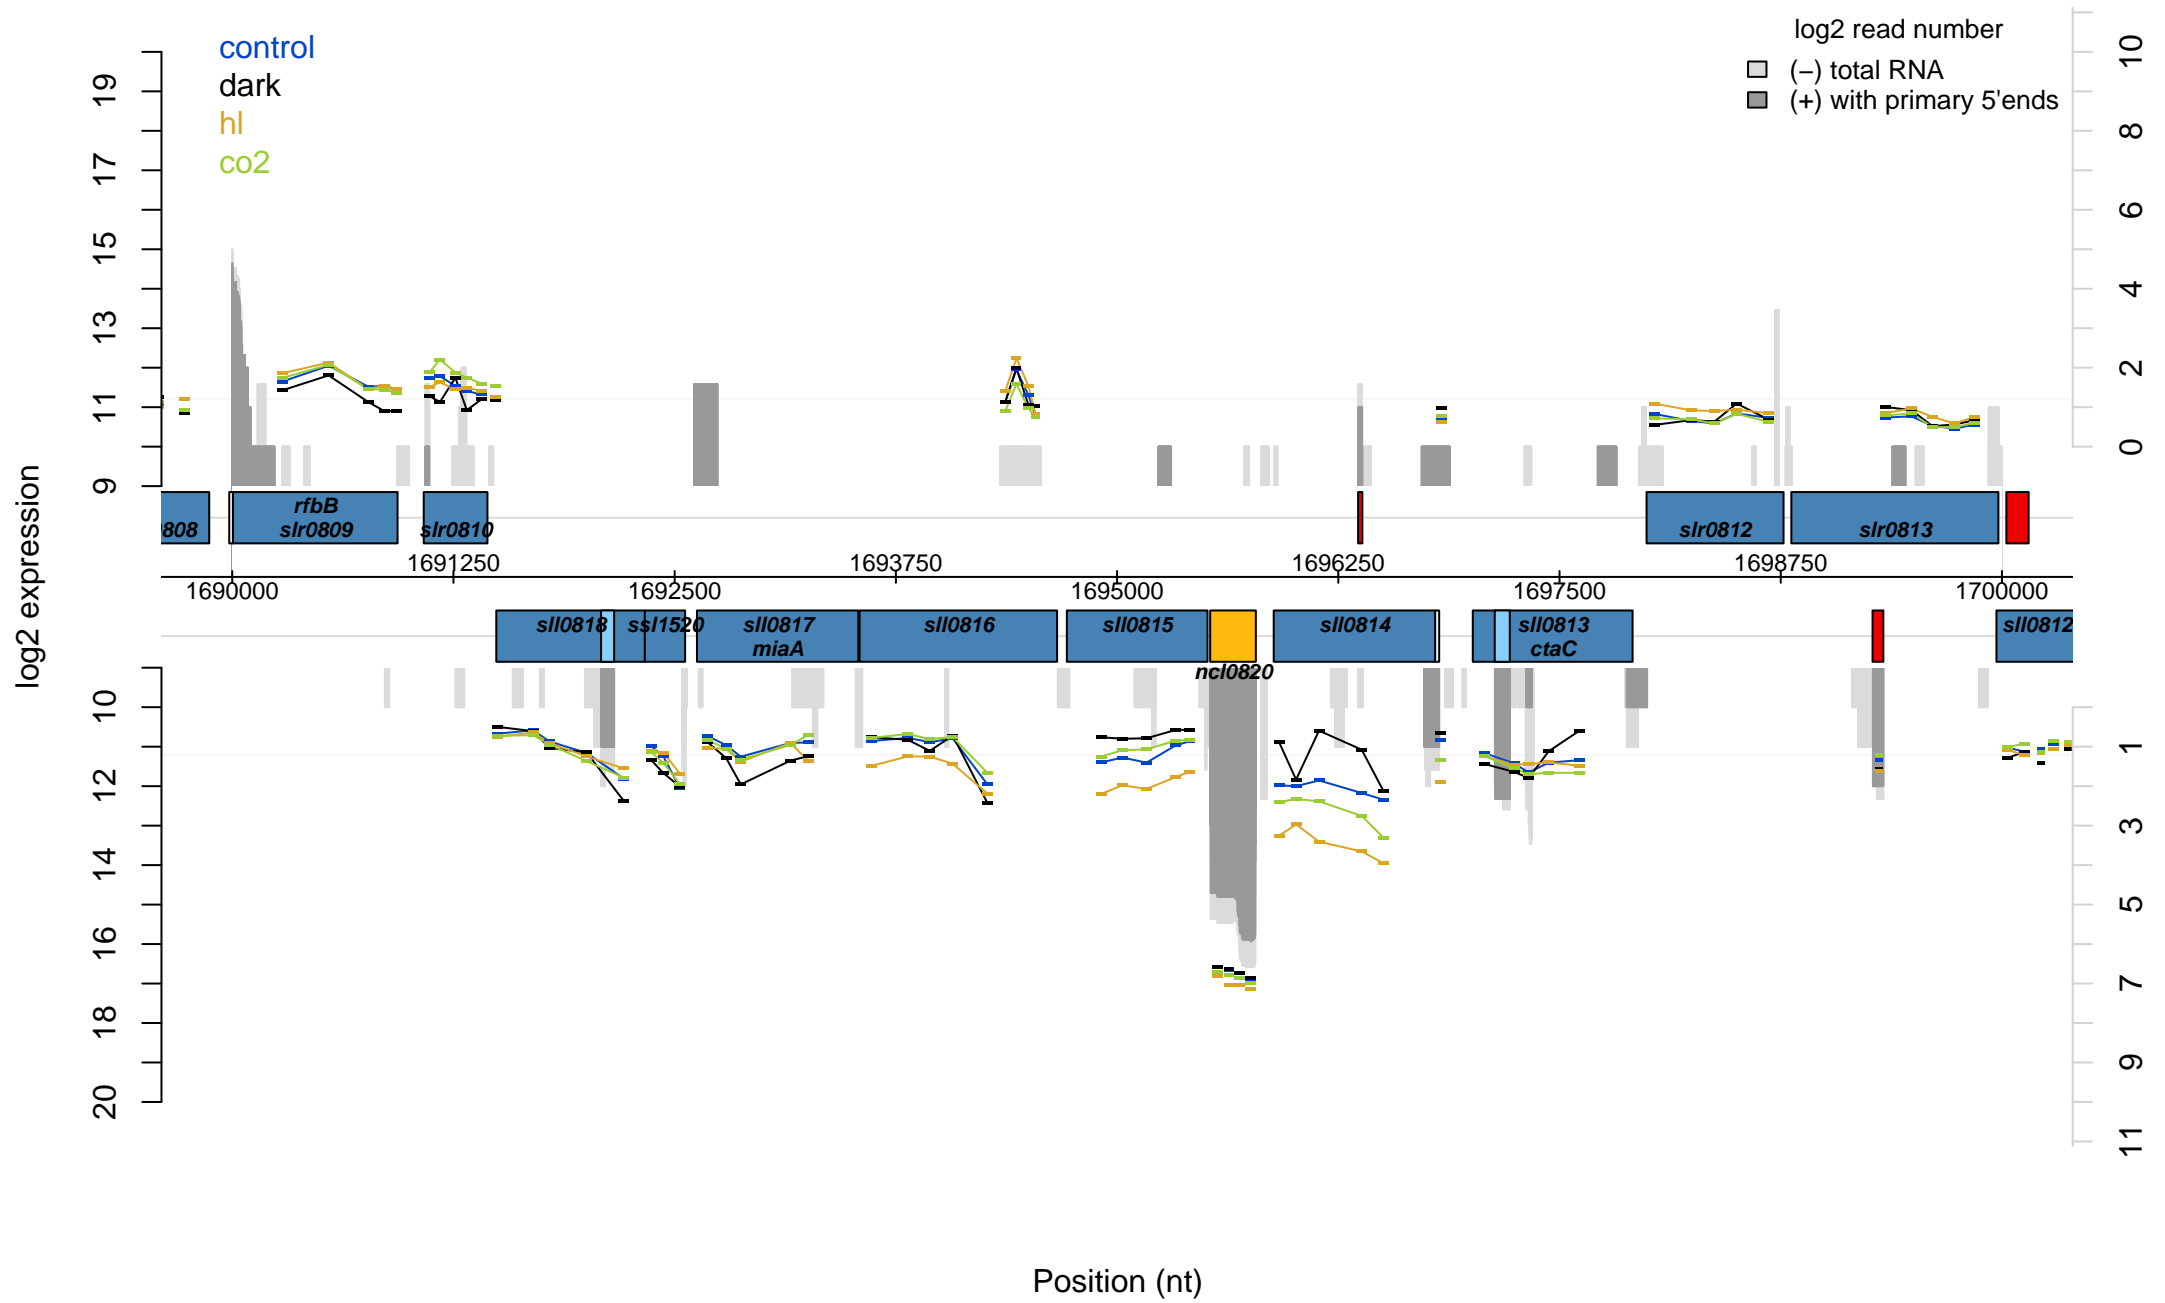 control
dark
hl
co2
log2 read number
(−) total RNA
(+) with primary 5'ends
19
17
15
13
11
9
10
8
6
4
2
0
log2 expression
808
rfbB
slr0809
slr0810
slr0812
slr0813
1691250
1693750
1696250
1698750
1690000
1692500
1695000
1697500
1700000
sll0818
ssl1520
sll0817
miaA
sll0816
sll0815
ncl0820
sll0814
sll0813
ctaC
sll0812
10
12
14
16
18
20
1
3
5
7
9
11
Position (nt)